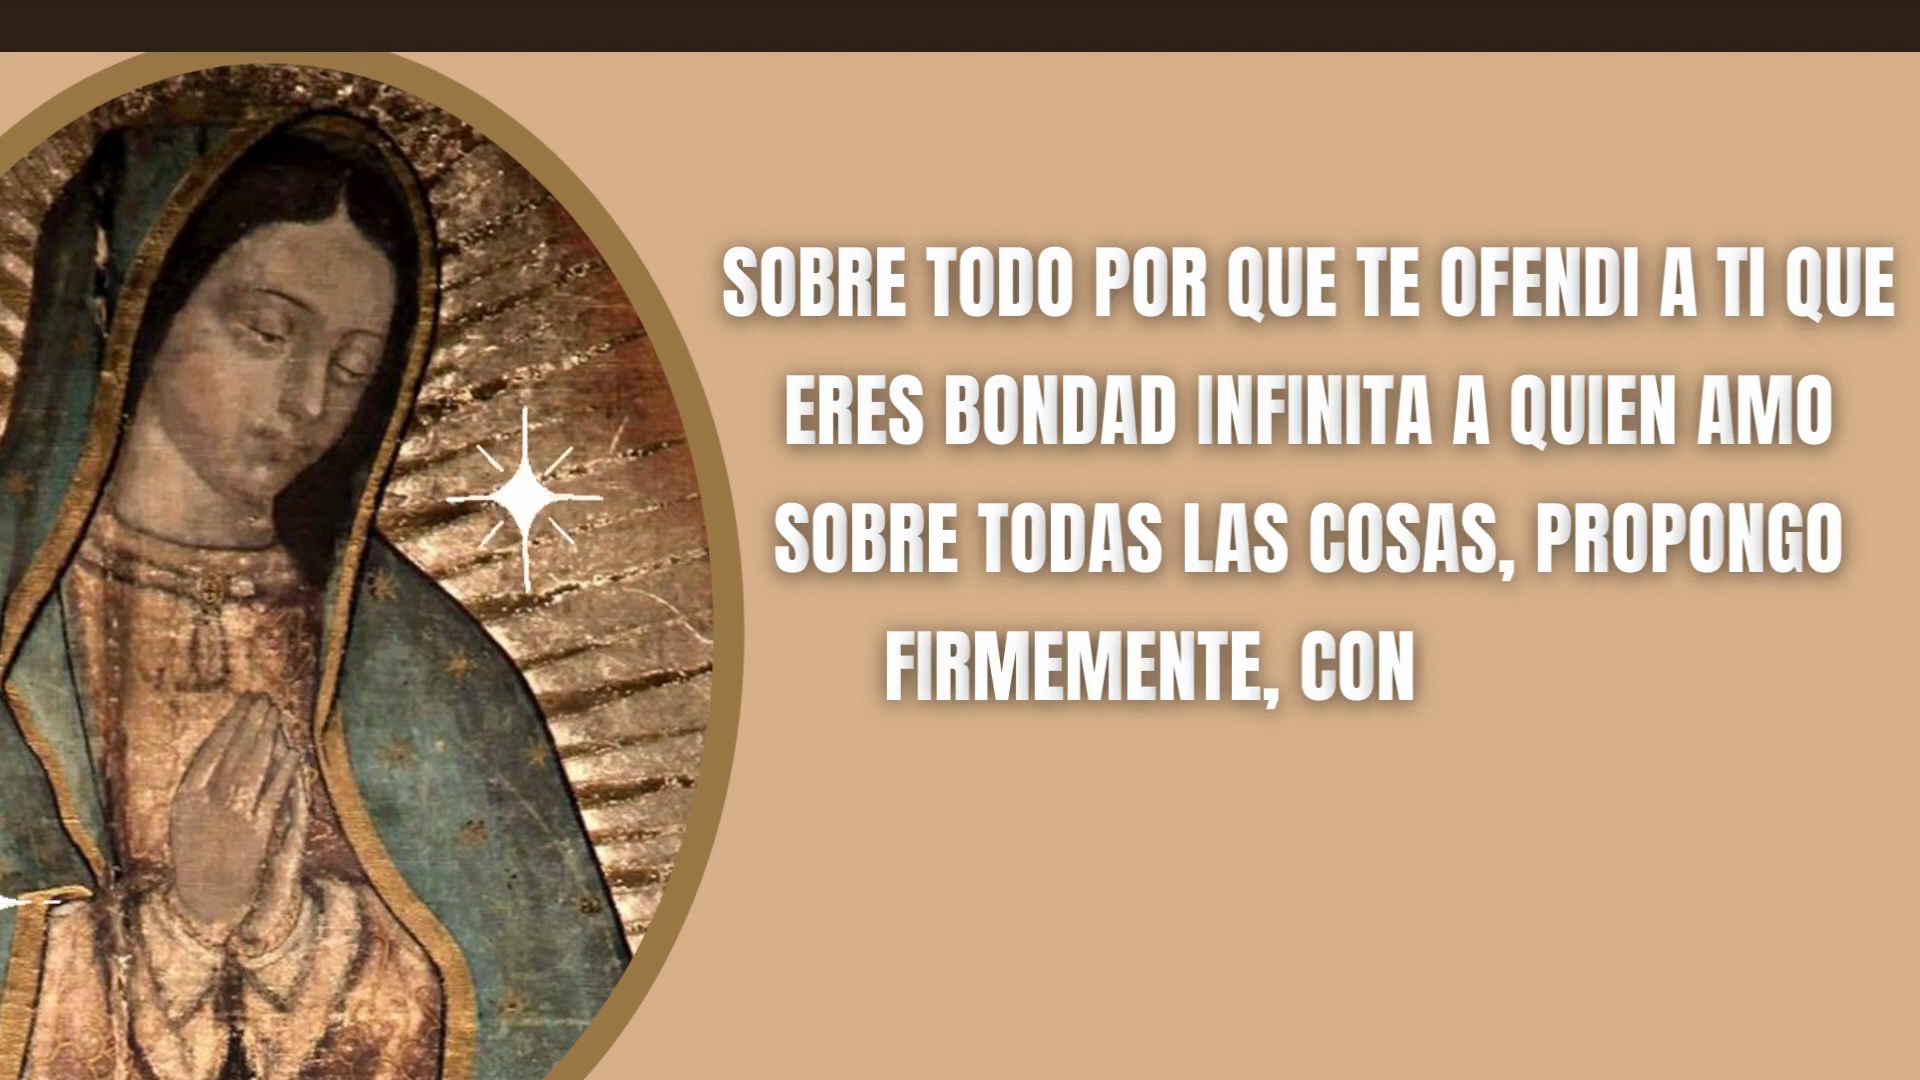 SOBRE TODO POR QUE TE OFENDI A TI QUE
ERES BONDAD INFINITA A QUIEN AMO
SOBRE TODAS LAS COSAS, PROPONGO
FIRMEMENTE, CON